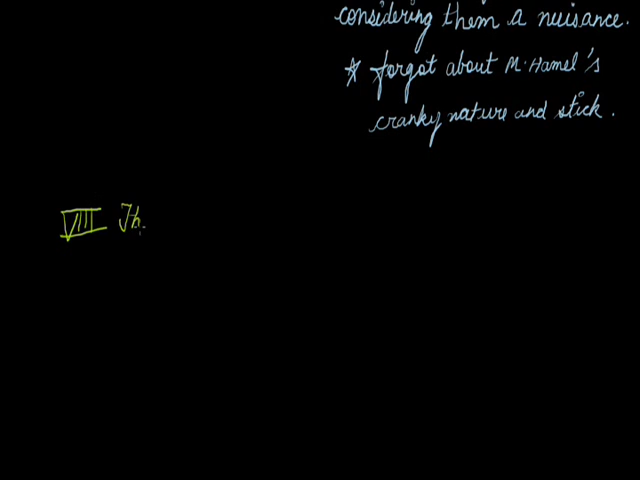 considering them a nuisance.
* forgot about M. Hamel's
cranky nature and stick.
VIII Th